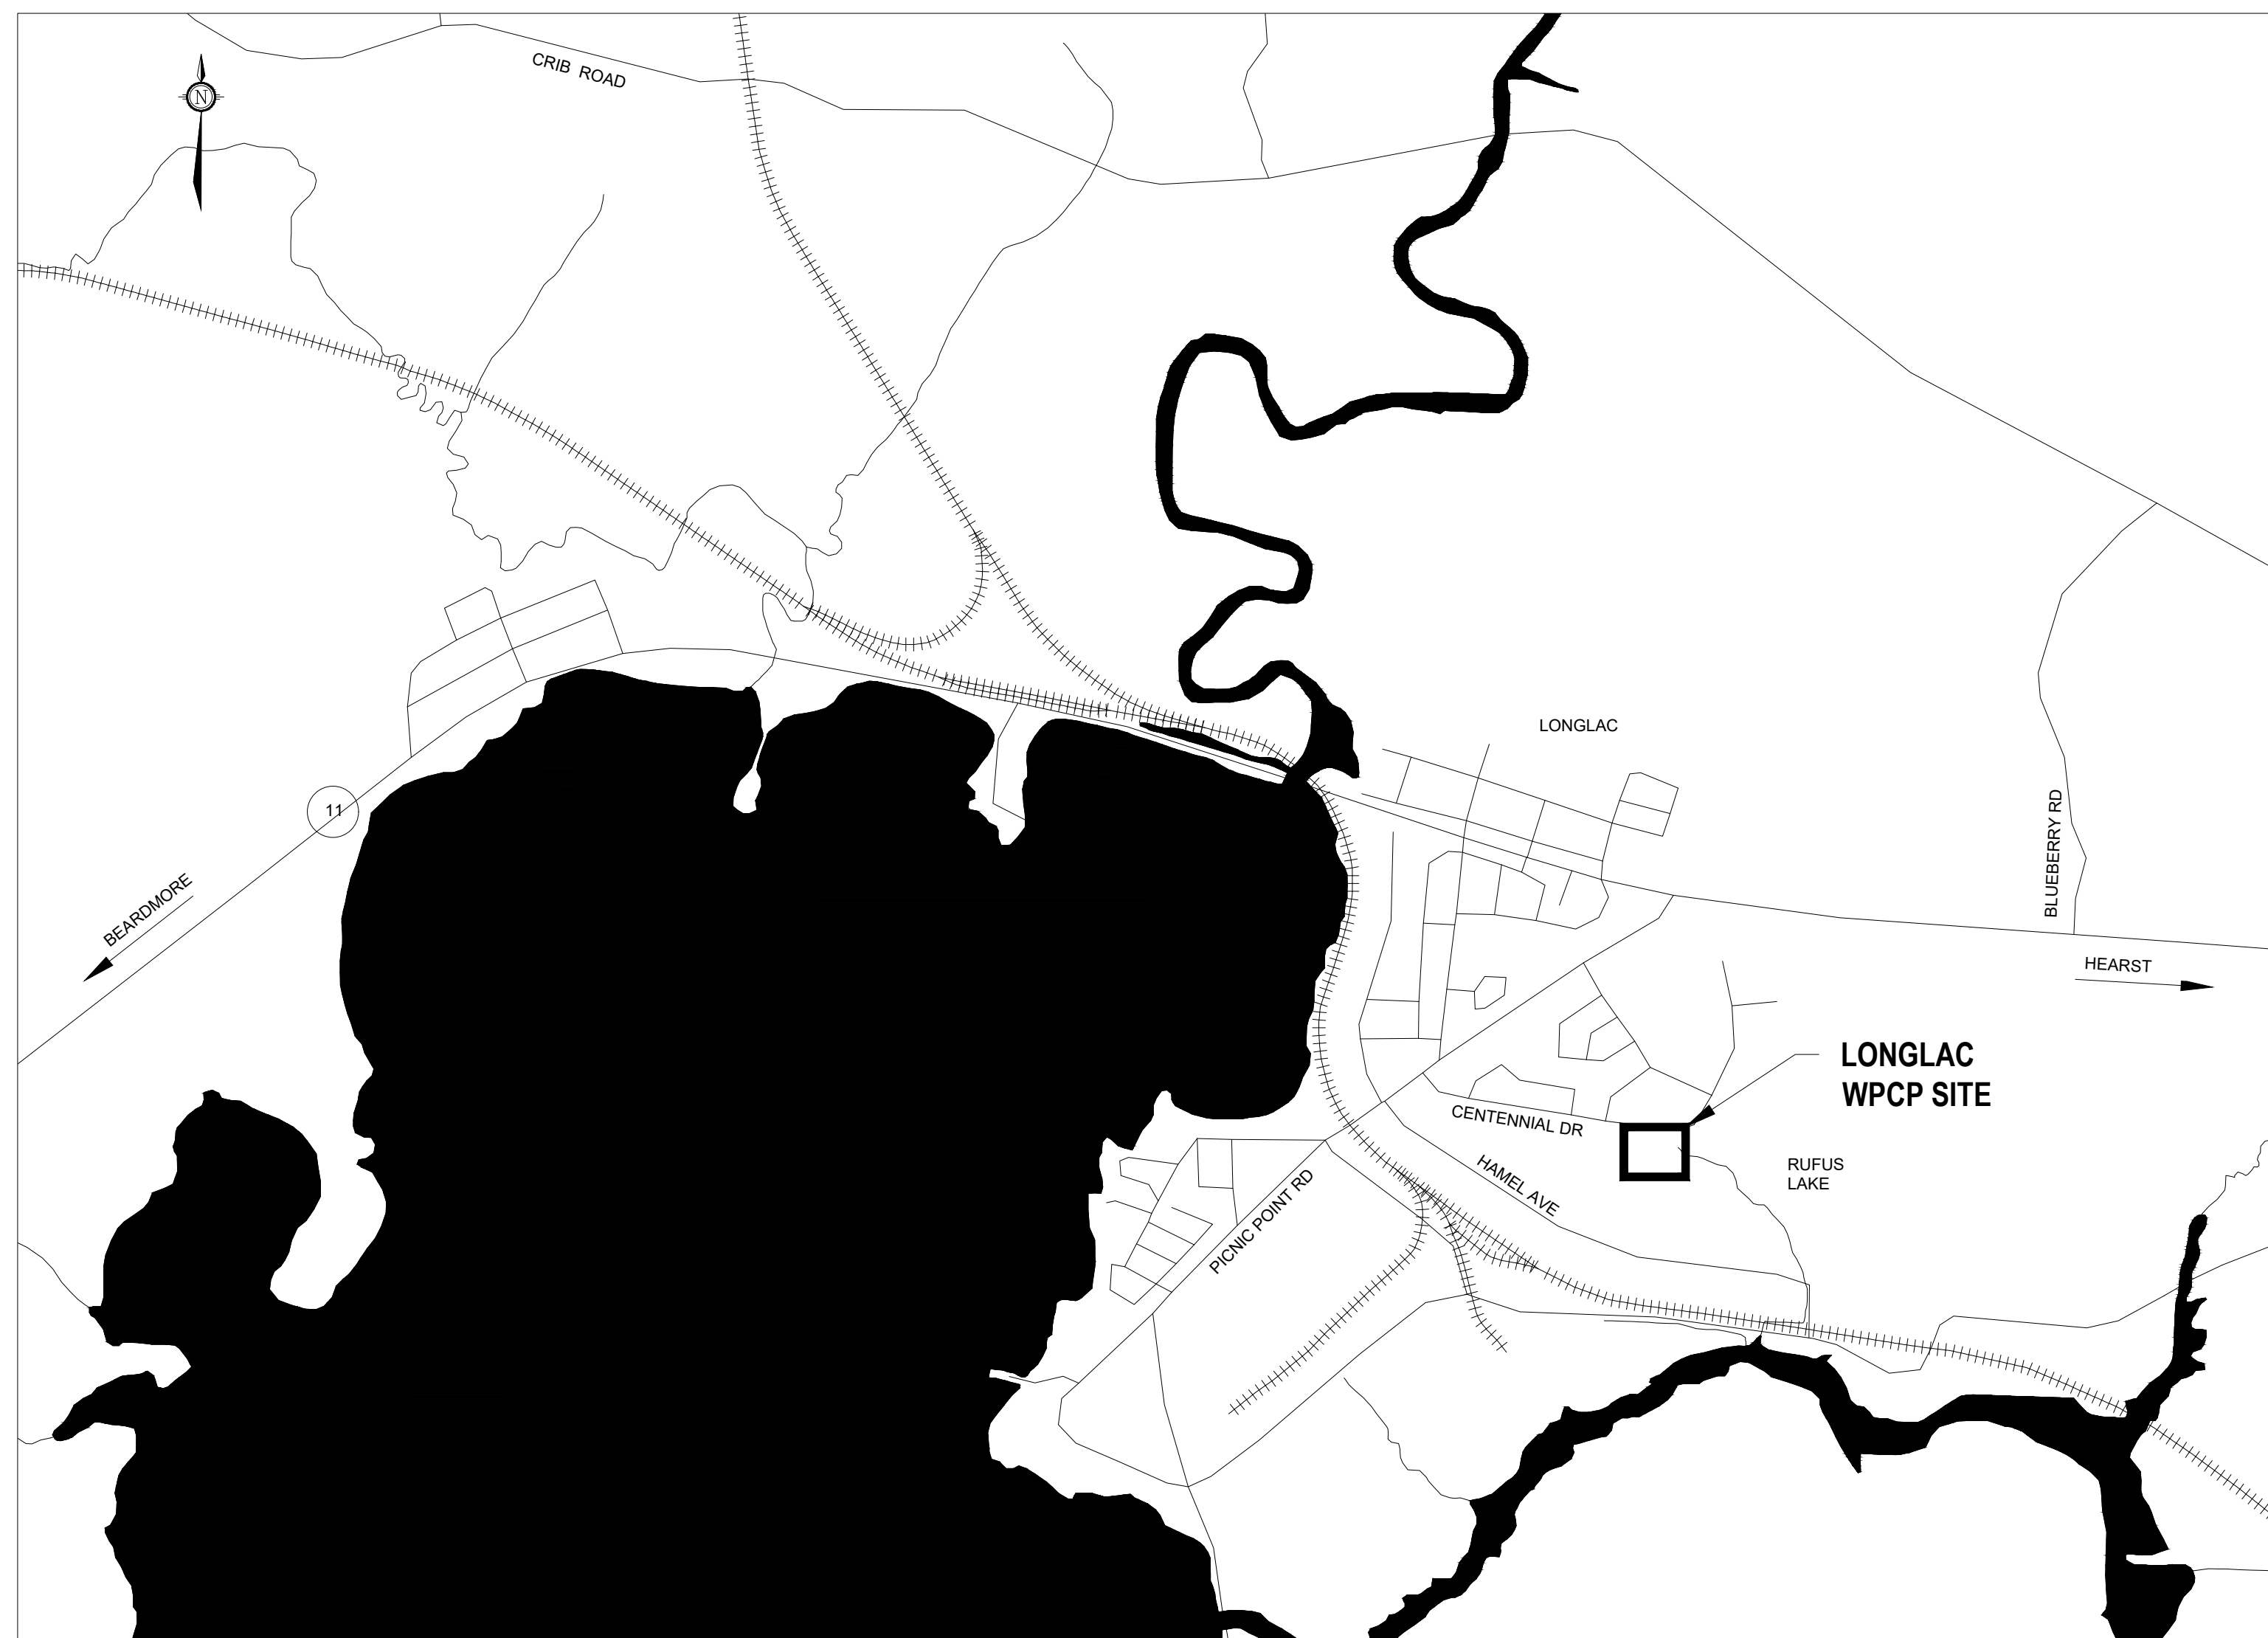 CRIB ROAD
N
LONGLAC
11
BLUEBERRY RD
BEARDMORE
HEARST
LONGLAC
WPCP SITE
CENTENNIAL DR
RUFUS
LAKE
HAMEL AVE
PICNIC POINT RD